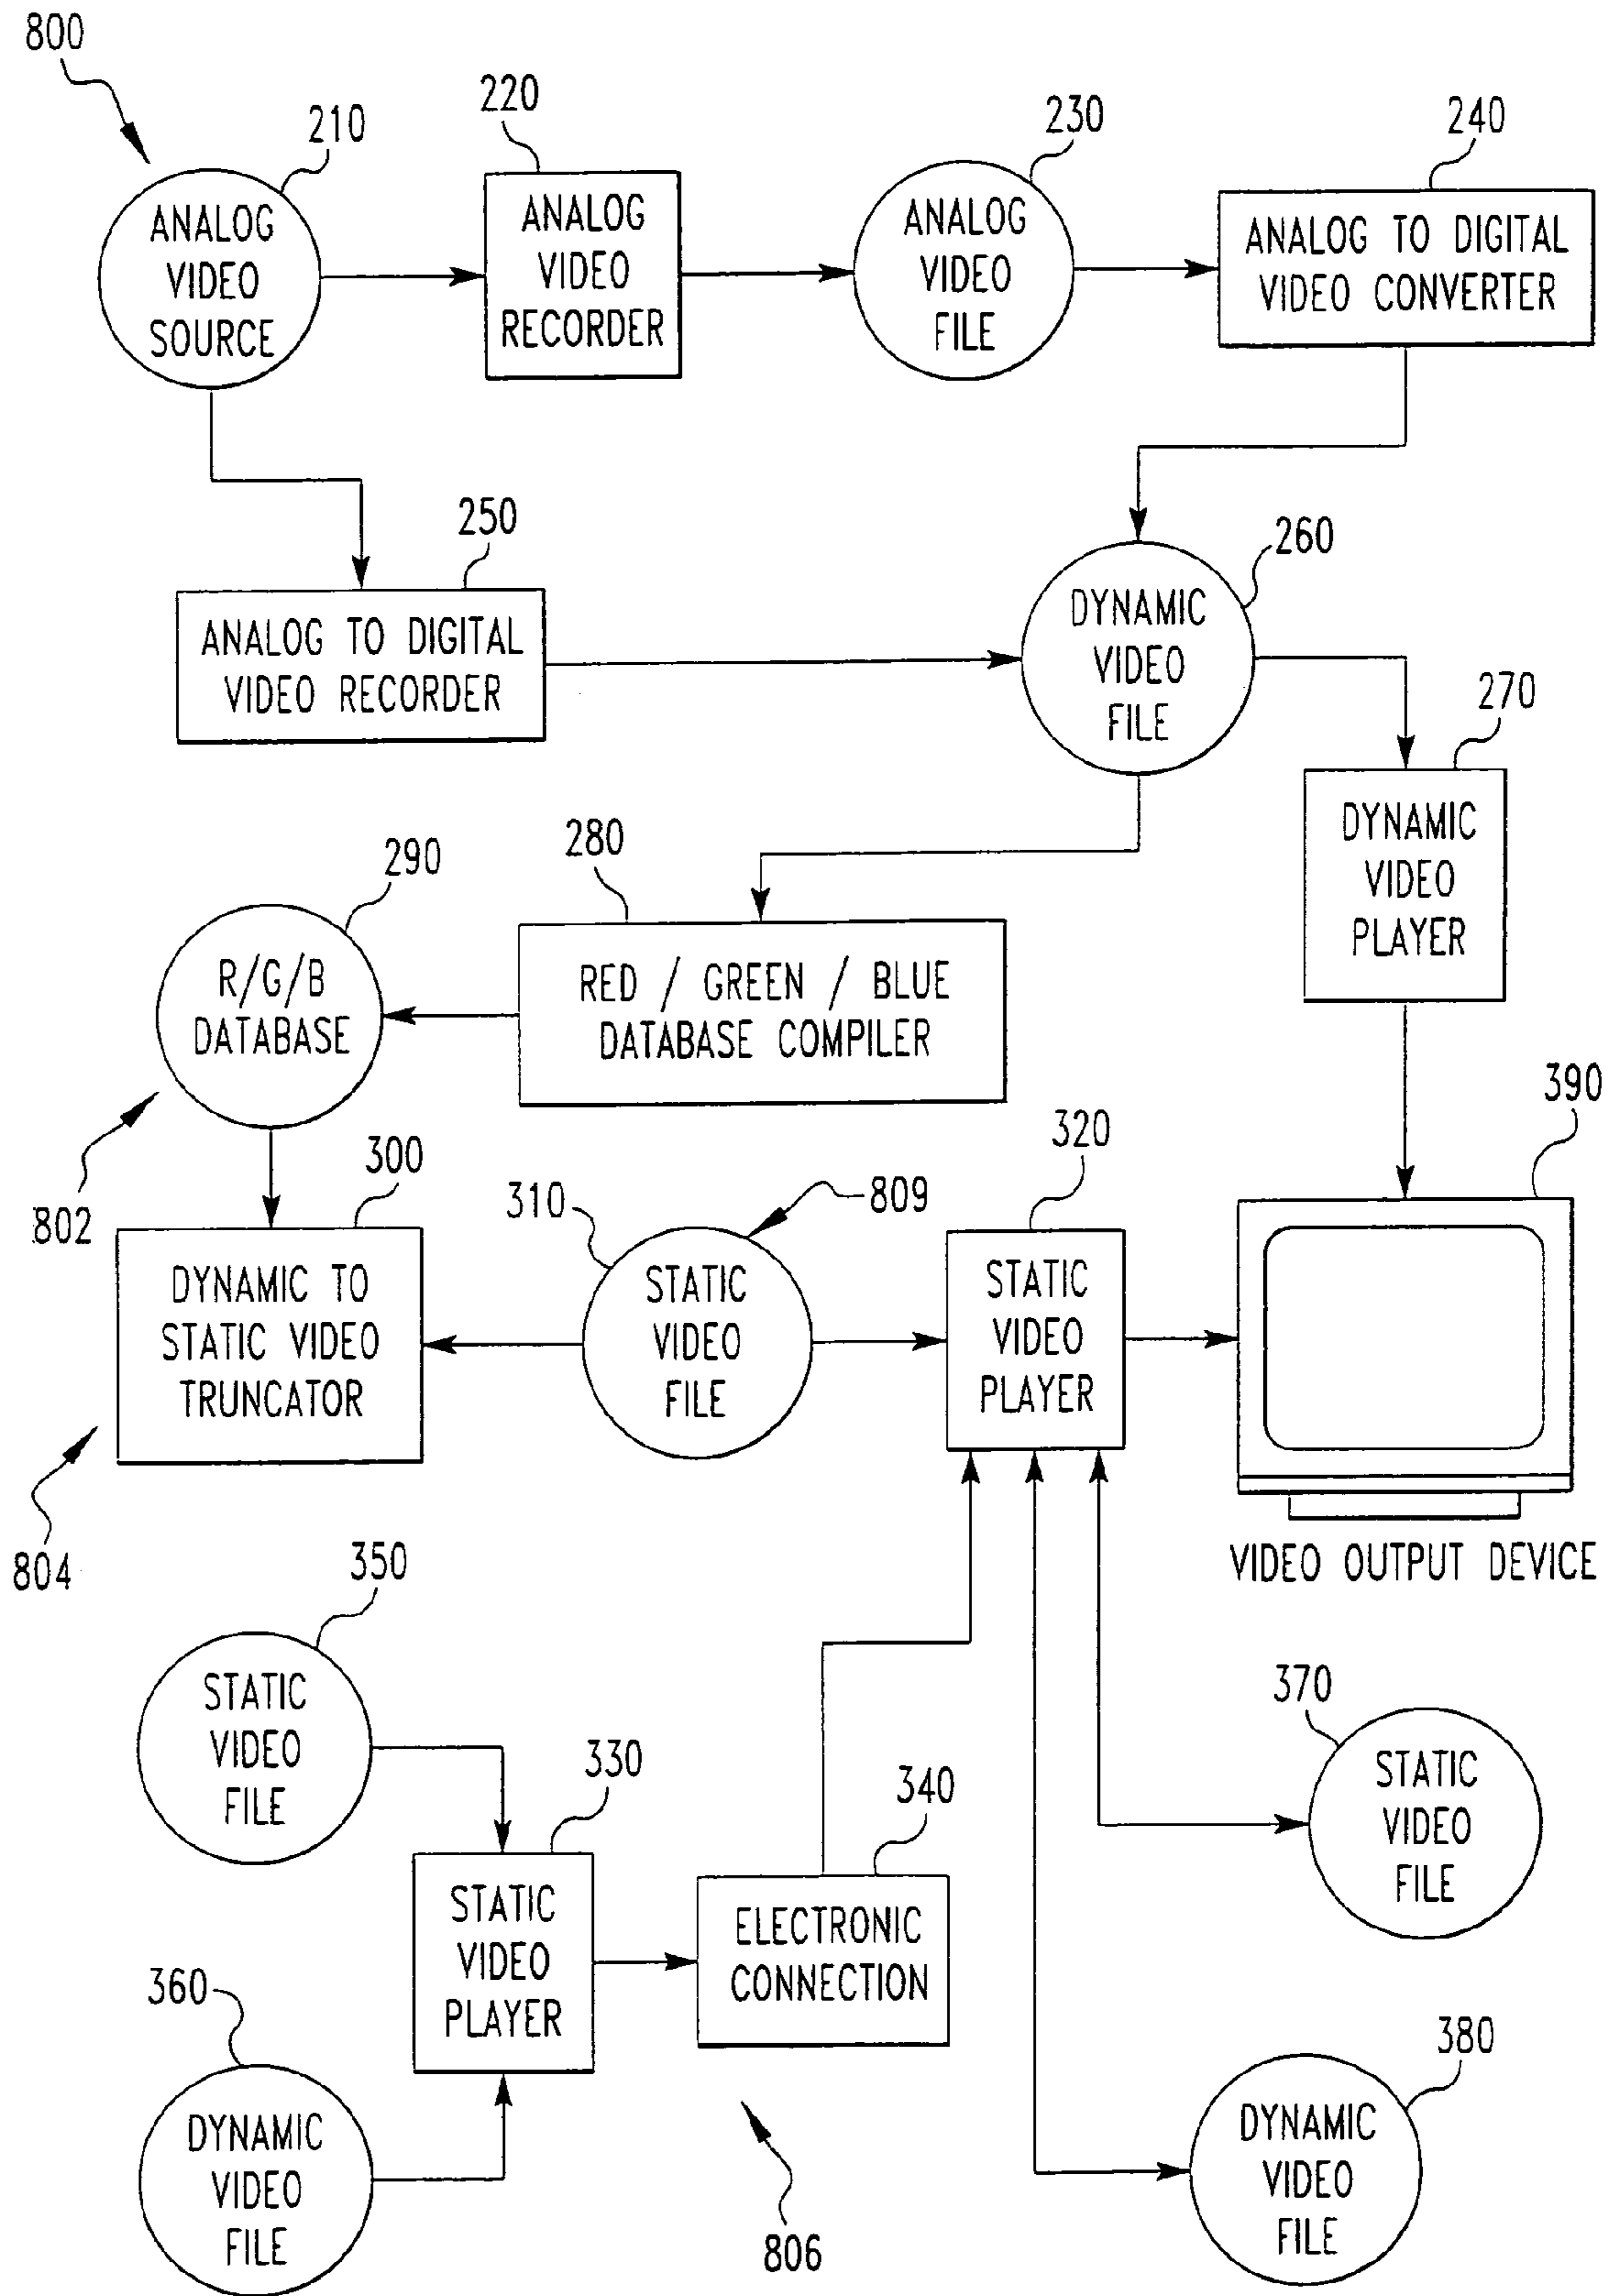 800
210
220
230
240
ANALOG
VIDEO
SOURCE
ANALOG
VIDEO
RECORDER
ANALOG
VIDEO
FILE
ANALOG TO DIGITAL
VIDEO CONVERTER
250
260
ANALOG TO DIGITAL
VIDEO RECORDER
DYNAMIC
VIDEO
FILE
270
DYNAMIC
VIDEO
PLAYER
280
290
R/G/B
DATABASE
RED / GREEN / BLUE
DATABASE COMPILER
802
300
310
809
320
390
DYNAMIC TO
STATIC VIDEO
TRUNCATOR
STATIC
VIDEO
FILE
STATIC
VIDEO
PLAYER
VIDEO OUTPUT DEVICE
804
350
STATIC
VIDEO
FILE
330
340
370
STATIC
VIDEO
FILE
STATIC
VIDEO
PLAYER
ELECTRONIC
CONNECTION
360
DYNAMIC
VIDEO
FILE
806
380
DYNAMIC
VIDEO
FILE